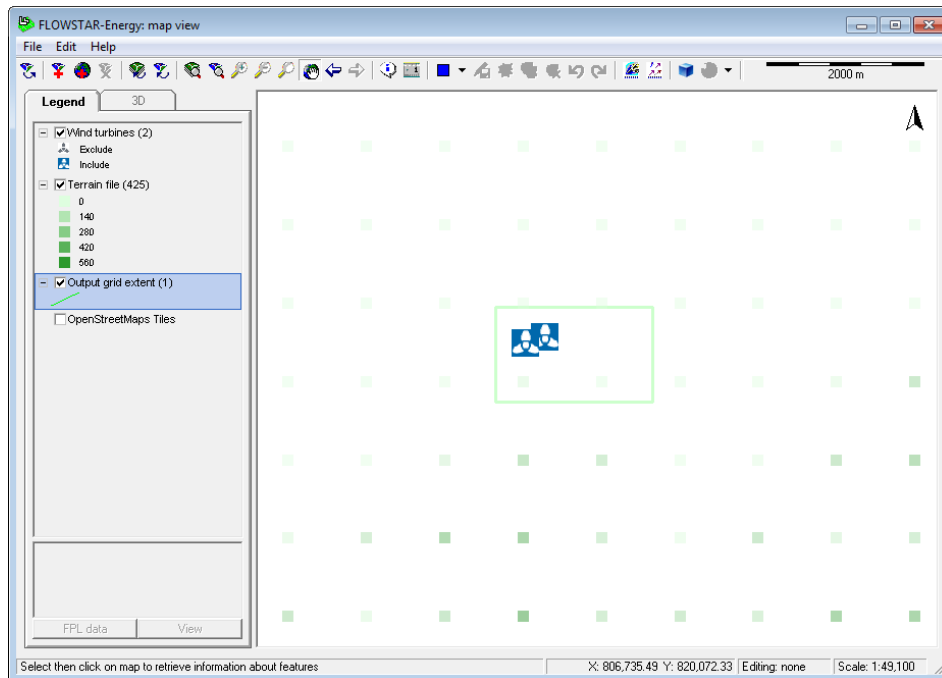 FLOWSTAR-Energy: map view
File Edit Help
2000 m
Legend 3D
Wind turbines (2)
Exclude
Include
Terrain file (425)
0
140
280
420
560
Output grid extent (1)
OpenStreetMaps Tiles
FPL data View
Select then click on map to retrieve information about features X: 806,735.49 Y: 820,072.33 Editing: none Scale: 1:49,100